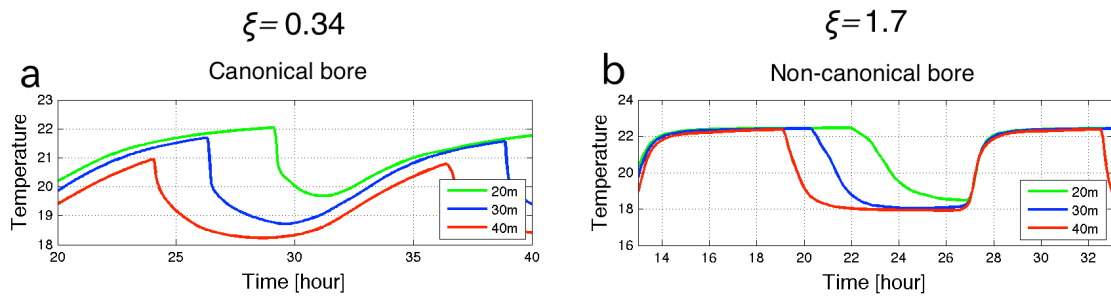 ξ= 0.34
a
Canonical bore
Temperature
23
22
21
20
19
18
20
25
30
35
40
20m
30m
40m
Time [hour]
ξ= 1.7
b
Non-canonical bore
Temperature
24
22
20
18
16
14
16
18
20
22
24
26
28
30
32
20m
30m
40m
Time [hour]